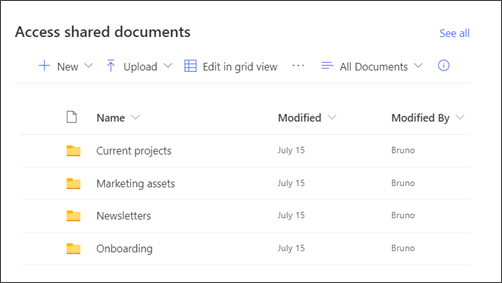 Access shared documents See all
New Upload Edit in grid view ... All Documents
Name Modified Modified By
Current projects July 15 Bruno
Marketing assets July 15 Bruno
Newsletters July 15 Bruno
Onboarding July 15 Bruno